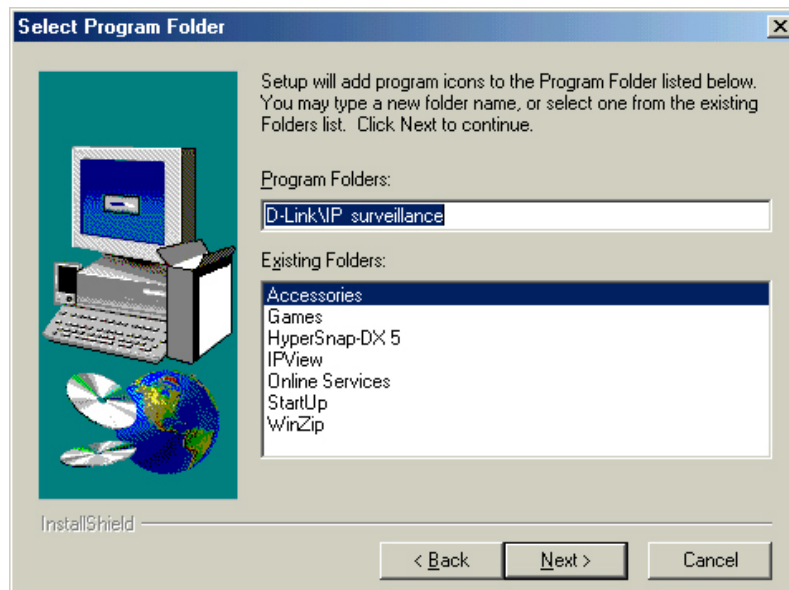 Select Program Folder
Setup will add program icons to the Program Folder listed below.
You may type a new folder name, or select one from the existing
Folders list. Click Next to continue.
Program Folders:
D-Link\IP surveillance
Existing Folders:
Accessories
Games
HyperSnap-DX 5
IPView
Online Services
StartUp
WinZip
InstallShield
< Back
Next >
Cancel